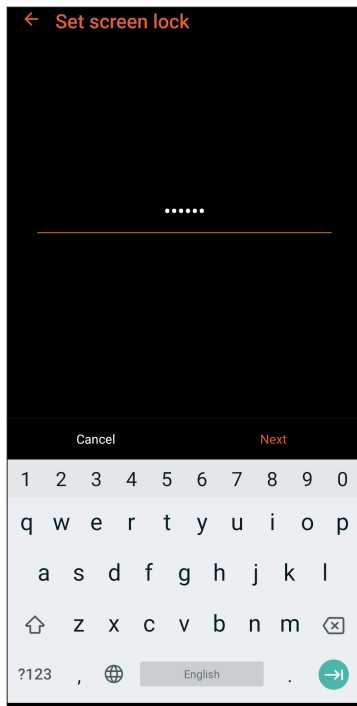 Set screen lock
••••••
Cancel Next
1 2 3 4 5 6 7 8 9 0
q w e r t y u i o p
a s d f g h j k l
z x c v b n m
?123 , English .